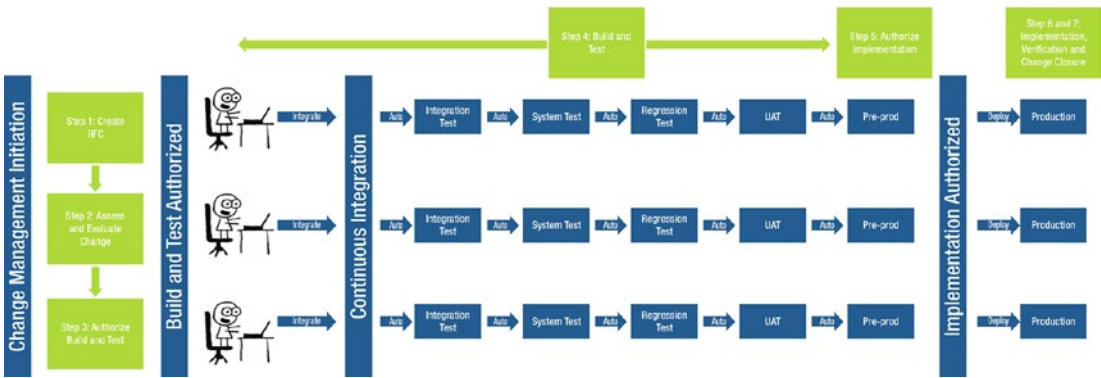 Step 4: Build and
Test
Step 5: Authorize
Implementation
Step 6 and 7:
Implementation,
Verification and
Change Closure
Change Management Initiation
Step 1: Create
RFC
Step 2: Assess
and Evaluate
Change
Step 3: Authorize
Build and Test
Build and Test Authorized
Continuous Integration
Implementation Authorized
Integrate
Auto
Integration
Test
Auto
System Test
Auto
Regression
Test
Auto
UAT
Auto
Pre-prod
Deploy
Production
Integrate
Auto
Integration
Test
Auto
System Test
Auto
Regression
Test
Auto
UAT
Auto
Pre-prod
Deploy
Production
Integrate
Auto
Integration
Test
Auto
System Test
Auto
Regression
Test
Auto
UAT
Auto
Pre-prod
Deploy
Production